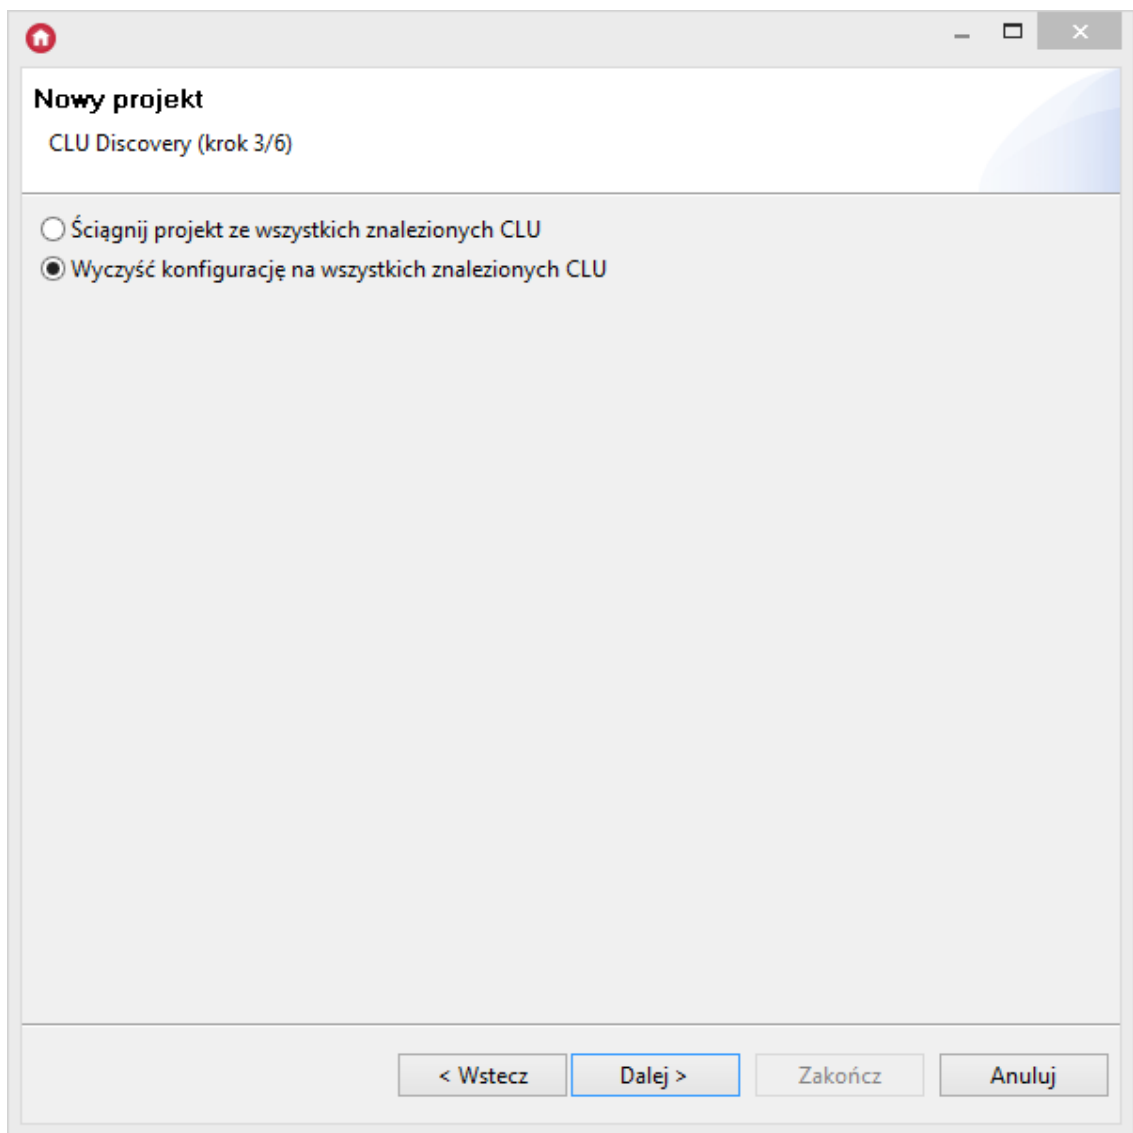 Nowy projekt
CLU Discovery (krok 3/6)
Ściągnij projekt ze wszystkich znalezionych CLU
Wyczyść konfigurację na wszystkich znalezionych CLU
< Wstecz
Dalej >
Zakończ
Anuluj